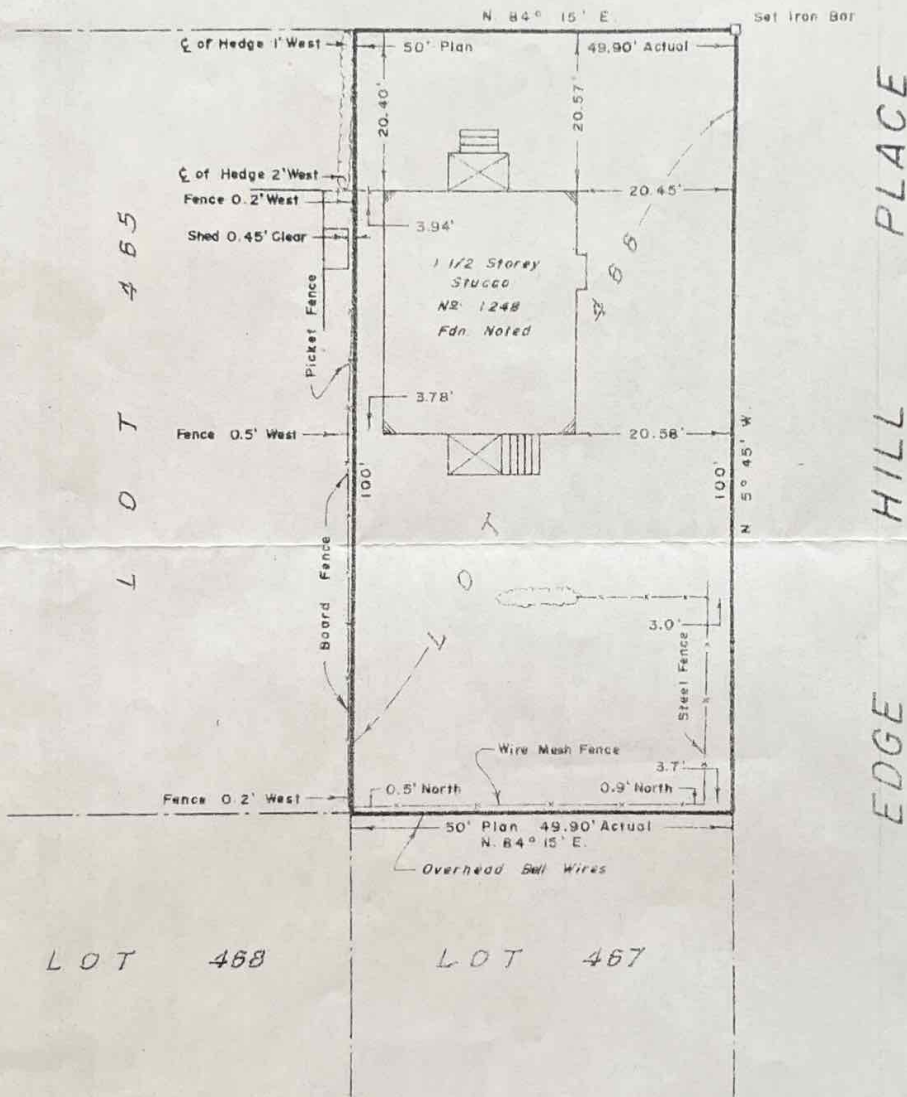 N 84° 15' E.
Set Iron Bar
℄ of Hedge 1' West
50' Plan
49.90' Actual
20.40'
20.57'
℄ of Hedge 2' West
Fence 0.2' West
20.45'
3.94'
Shed 0.45' Clear
1 1/2 Storey
Stucco
Nº 1248
Fdn. Noted
Picket Fence
3.78'
Fence 0.5' West
20.58'
100'
100'
N 5° 45' W.
LOT 465
LOT 466
EDGE HILL PLACE
Board Fence
3.0'
Steel Fence
Wire Mesh Fence
3.7'
Fence 0.2' West
0.5' North
0.9' North
50' Plan 49.90' Actual
N. 84° 15' E.
Overhead Bell Wires
LOT 468
LOT 467